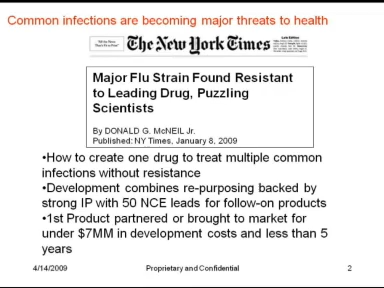 Common infections are becoming major threats to health
The New York Times
Major Flu Strain Found Resistant
to Leading Drug, Puzzling
Scientists
By DONALD G. McNEIL Jr.
Published: NY Times, January 8, 2009
•How to create one drug to treat multiple common
infections without resistance
•Development combines re-purposing backed by
strong IP with 50 NCE leads for follow-on products
•1st Product partnered or brought to market for
under $7MM in development costs and less than 5
years
4/14/2009 Proprietary and Confidential 2